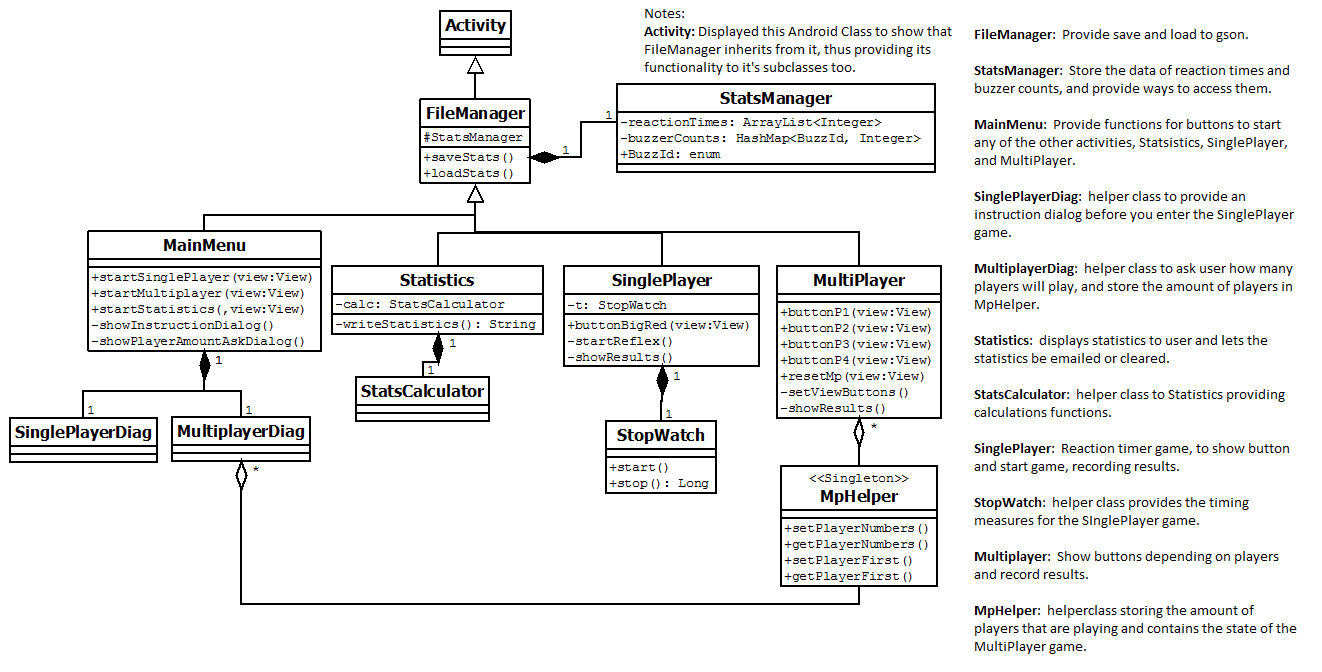 Activity
Notes:
Activity: Displayed this Android Class to show that
FileManager inherits from it, thus providing its
functionality to it's subclasses too.
FileManager
#StatsManager
+saveStats()
+loadStats()
1
1
StatsManager
-reactionTimes: ArrayList<Integer>
-buzzerCounts: HashMap<BuzzId, Integer>
+BuzzId: enum
MainMenu
+startSinglePlayer(view:View)
+startMultiplayer(view:View)
+startStatistics(,view:View)
-showInstructionDialog()
-showPlayerAmountAskDialog()
1
1
1
SinglePlayerDiag
MultiplayerDiag
*
Statistics
-calc: StatsCalculator
-writeStatistics(): String
1
1
StatsCalculator
SinglePlayer
-t: StopWatch
+buttonBigRed(view:View)
-startReflex()
-showResults()
1
1
StopWatch
+start()
+stop(): Long
MultiPlayer
+buttonP1(view:View)
+buttonP2(view:View)
+buttonP3(view:View)
+buttonP4(view:View)
+resetMp(view:View)
-setViewButtons()
-showResults()
*
<<Singleton>>
MpHelper
+setPlayerNumbers()
+getPlayerNumbers()
+setPlayerFirst()
+getPlayerFirst()
FileManager: Provide save and load to gson.
StatsManager: Store the data of reaction times and
buzzer counts, and provide ways to access them.
MainMenu: Provide functions for buttons to start
any of the other activities, Statsistics, SinglePlayer,
and MultiPlayer.
SinglePlayerDiag: helper class to provide an
instruction dialog before you enter the SinglePlayer
game.
MultiplayerDiag: helper class to ask user how many
players will play, and store the amount of players in
MpHelper.
Statistics: displays statistics to user and lets the
statistics be emailed or cleared.
StatsCalculator: helper class to Statistics providing
calculations functions.
SinglePlayer: Reaction timer game, to show button
and start game, recording results.
StopWatch: helper class provides the timing
measures for the SInglePlayer game.
Multiplayer: Show buttons depending on players
and record results.
MpHelper: helperclass storing the amount of
players that are playing and contains the state of the
MultiPlayer game.